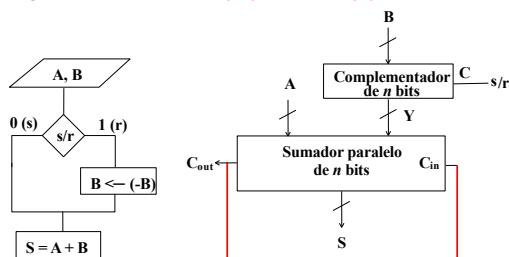 A, B
0 (s)
s/r
1 (r)
B <— (-B)
S = A + B
B
Complementador
de n bits
C
s/r
A
Y
Cout
Sumador paralelo
de n bits
Cin
S